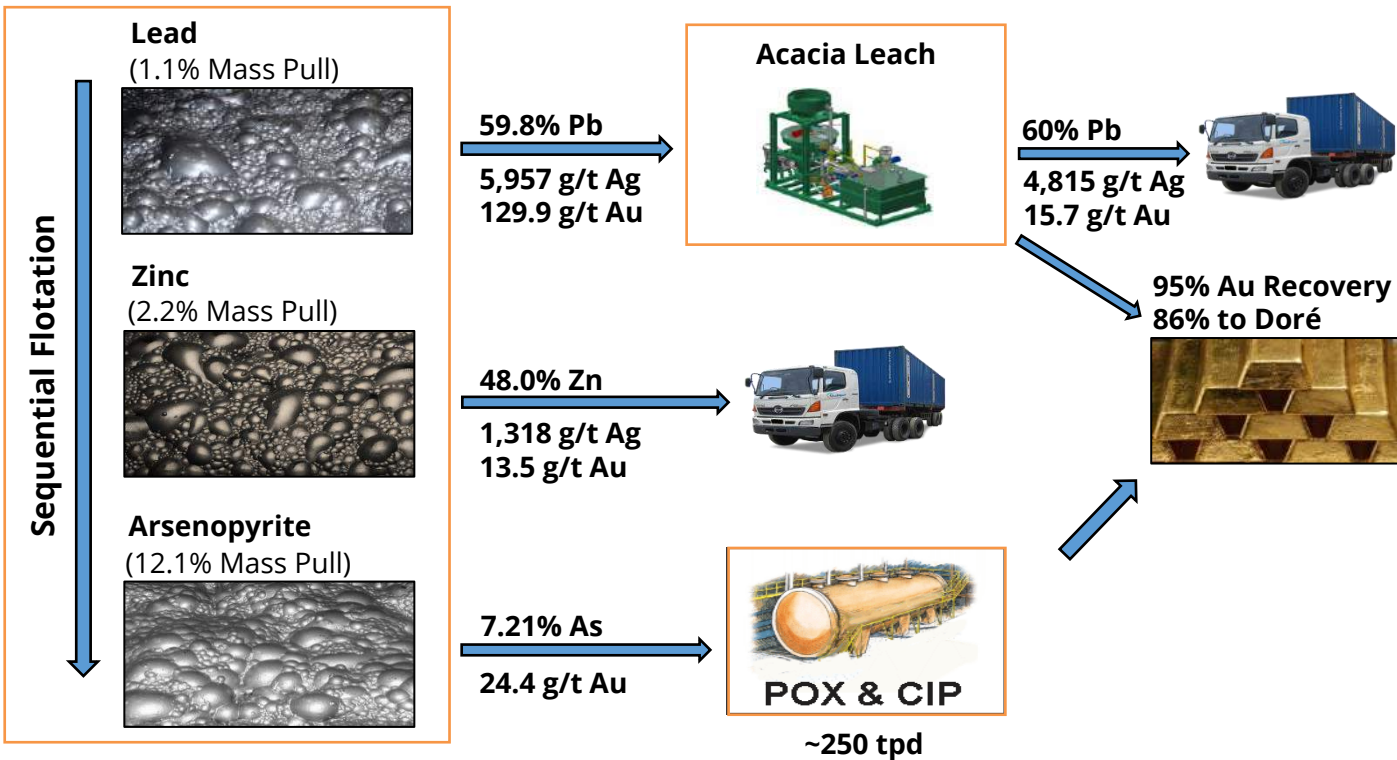 Sequential Flotation
Lead
(1.1% Mass Pull)
59.8% Pb
5,957 g/t Ag
129.9 g/t Au
Acacia Leach
60% Pb
4,815 g/t Ag
15.7 g/t Au
95% Au Recovery
86% to Doré
Zinc
(2.2% Mass Pull)
48.0% Zn
1,318 g/t Ag
13.5 g/t Au
Arsenopyrite
(12.1% Mass Pull)
7.21% As
24.4 g/t Au
POX & CIP
~250 tpd